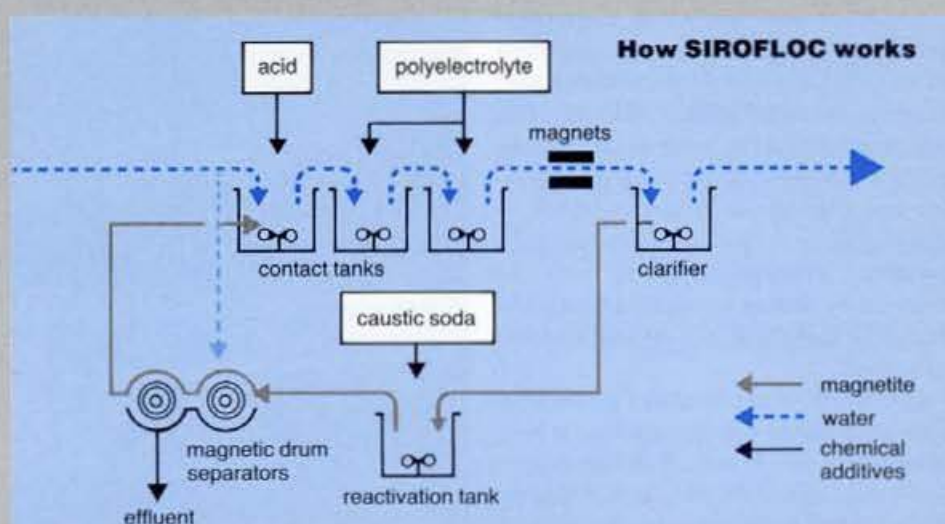 How SIROFLOC works
acid
polyelectrolyte
magnets
contact tanks
clarifier
caustic soda
magnetite
water
chemical
additives
magnetic drum
separators
reactivation tank
effluent